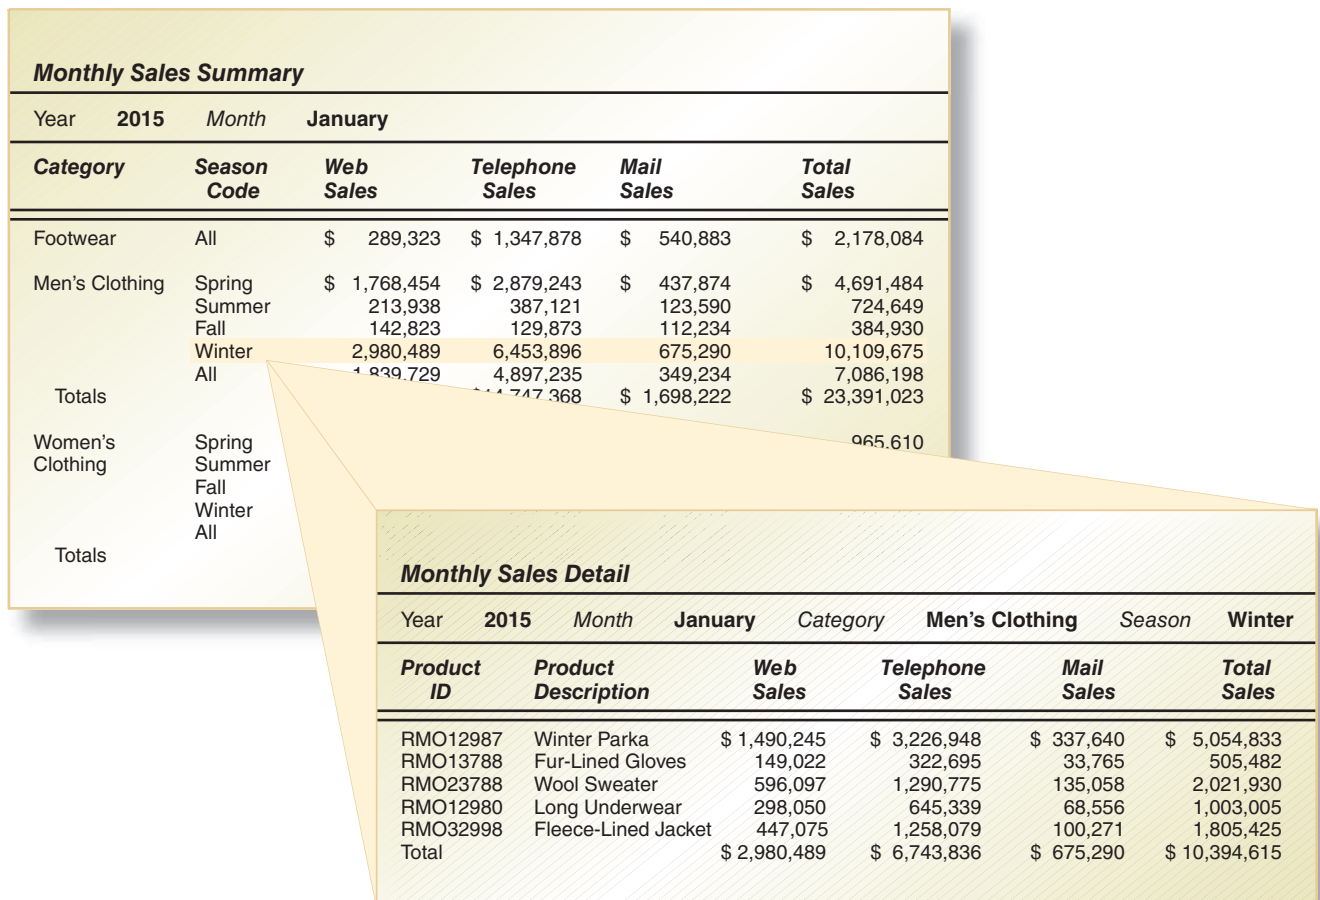 Monthly Sales Summary
Year 2015 Month January
Category Season Code Web Sales Telephone Sales Mail Sales Total Sales
Footwear All $ 289,323 $ 1,347,878 $ 540,883 $ 2,178,084
Men's Clothing Spring $ 1,768,454 $ 2,879,243 $ 437,874 $ 4,691,484
Summer 213,938 387,121 123,590 724,649
Fall 142,823 129,873 112,234 384,930
Winter 2,980,489 6,453,896 675,290 10,109,675
All 1,839,729 4,897,235 349,234 7,086,198
Totals $ 1,698,222 $ 23,391,023
Women's Spring 965,610
Clothing Summer
Fall
Winter
All
Totals
Monthly Sales Detail
Year 2015 Month January Category Men's Clothing Season Winter
Product ID Product Description Web Sales Telephone Sales Mail Sales Total Sales
RMO12987 Winter Parka $ 1,490,245 $ 3,226,948 $ 337,640 $ 5,054,833
RMO13788 Fur-Lined Gloves 149,022 322,695 33,765 505,482
RMO23788 Wool Sweater 596,097 1,290,775 135,058 2,021,930
RMO12980 Long Underwear 298,050 645,339 68,556 1,003,005
RMO32998 Fleece-Lined Jacket 447,075 1,258,079 100,271 1,805,425
Total $ 2,980,489 $ 6,743,836 $ 675,290 $ 10,394,615